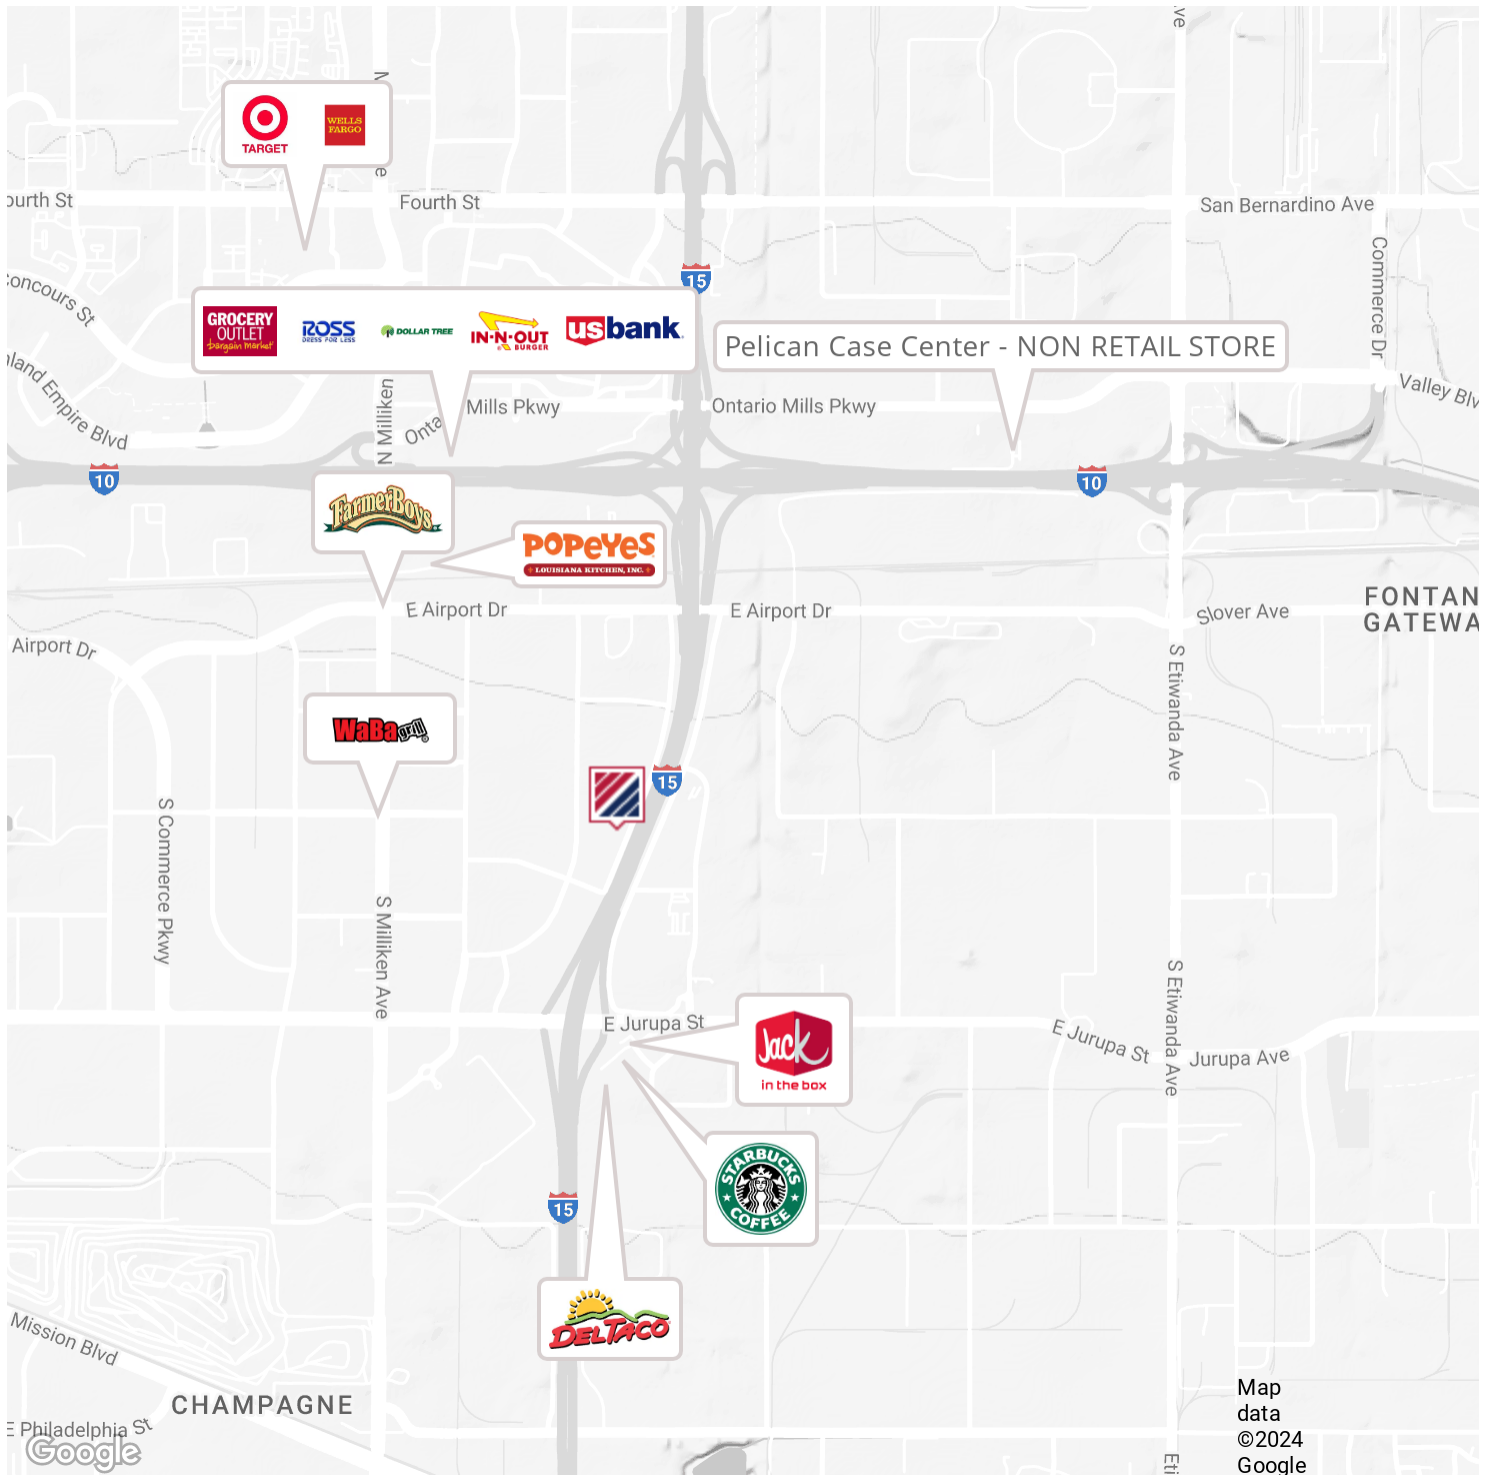 ve
N
TARGET
WELLS
FARGO
e
ourth St
Fourth St
San Bernardino Ave
Commerce Dr
Concours St
15
GROCERY
OUTLET
bargain market
ROSS
DRESS FOR LESS
DOLLAR TREE
IN-N-OUT
BURGER
usbank
Pelican Case Center - NON RETAIL STORE
nland Empire Blvd
N Milliken
Onta
Mills Pkwy
Ontario Mills Pkwy
Valley Blv
10
10
FarmerBoys
POPEYES
LOUISIANA KITCHEN, INC.
E Airport Dr
E Airport Dr
Slover Ave
FONTAN
GATEWA
Airport Dr
S Etiwanda Ave
WaBa grill
15
S Commerce Pkwy
S Milliken Ave
S Etiwanda Ave
E Jurupa St
E Jurupa St
Jurupa Ave
Jack
in the box
STARBUCKS
COFFEE
15
DEL TACO
Mission Blvd
CHAMPAGNE
E Philadelphia St
Google
Map
data
©2024
Google
Eti